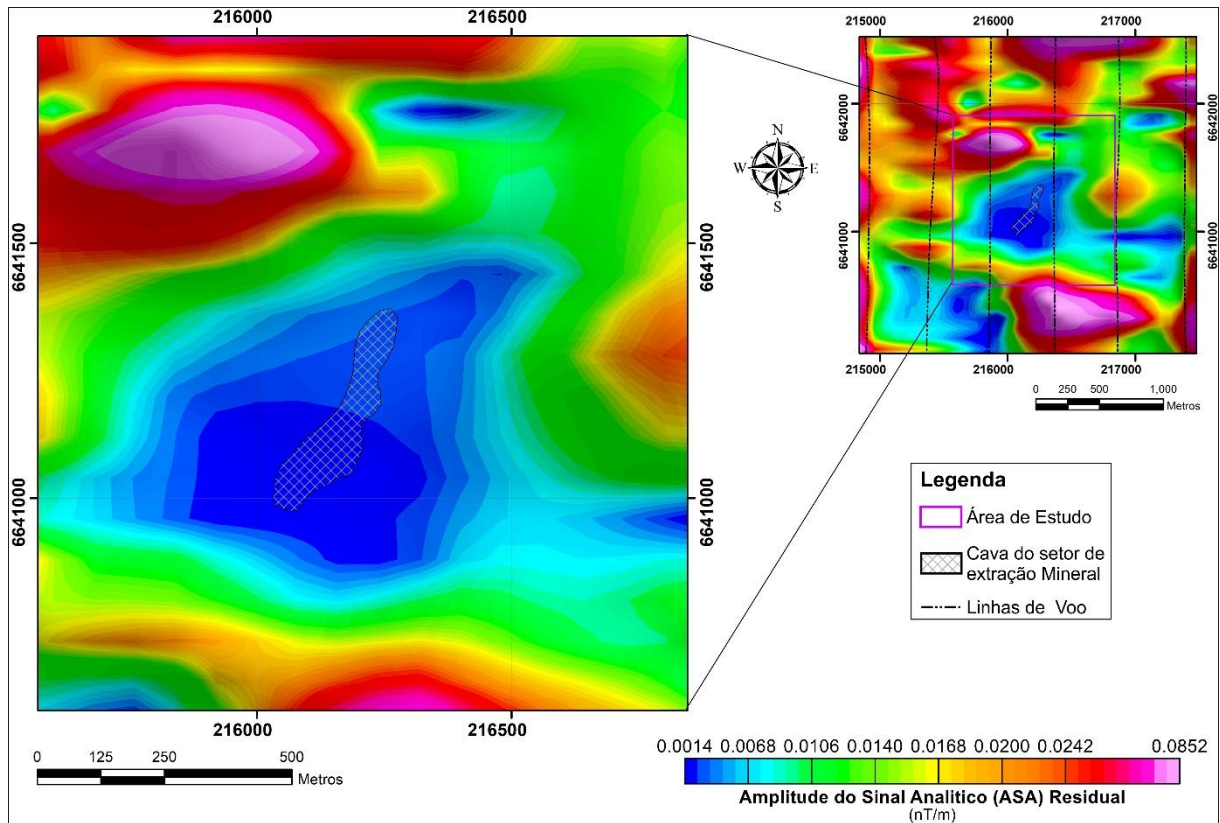 216000 216500
6641500
6641000
6641500
6641000
216000 216500
0 125 250 500
Metros
215000 216000 217000
6642000
6641000
6642000
6641000
215000 216000 217000
0 250 500 1,000
Metros
N
W E
S
Legenda
Área de Estudo
Cava do setor de
extração Mineral
Linhas de Voo
0.0014 0.0068 0.0106 0.0140 0.0168 0.0200 0.0242 0.0852
Amplitude do Sinal Analitico (ASA) Residual
(nT/m)